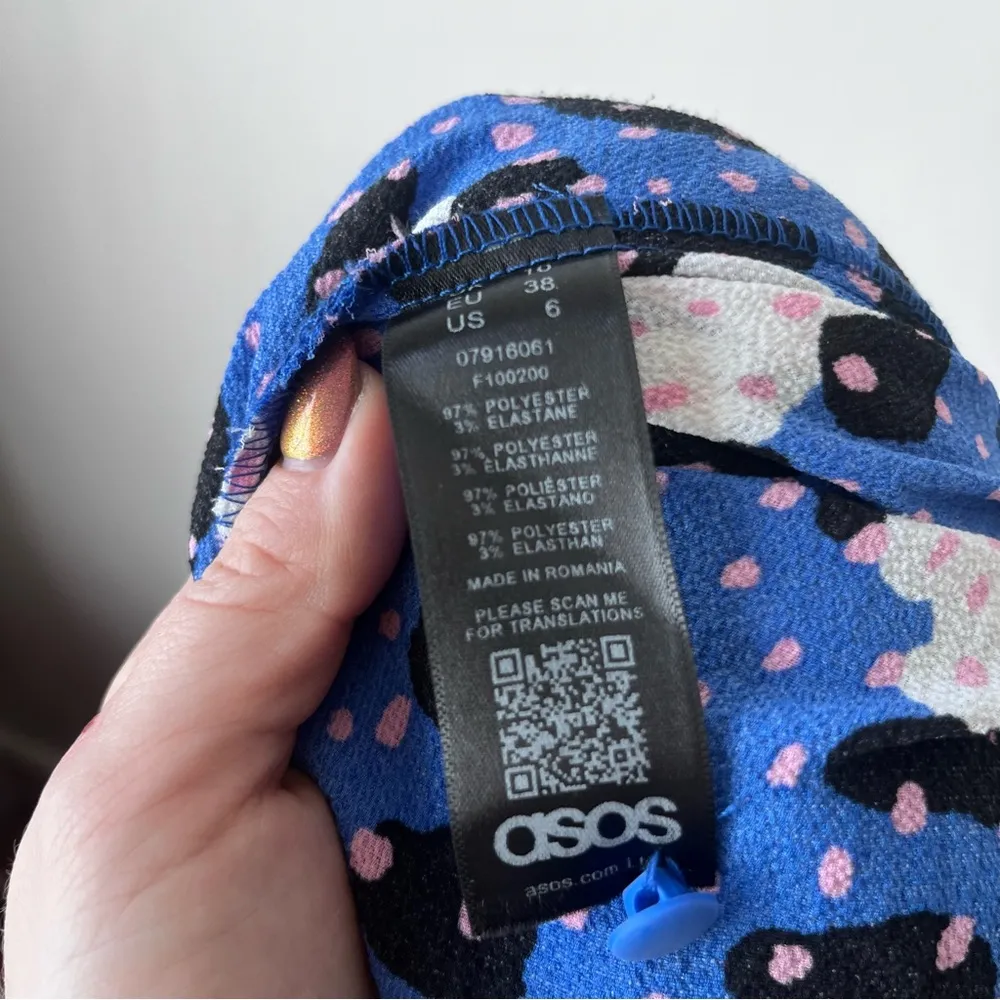 EU 38
US 6
07916061
F100200
97% POLYESTER
3% ELASTANE
97% POLYESTER
3% ELASTHANNE
97% POLIÉSTER
3% ELASTANO
97% POLYESTER
3% ELASTHAN
MADE IN ROMANIA
PLEASE SCAN ME
FOR TRANSLATIONS
asos
asos.com